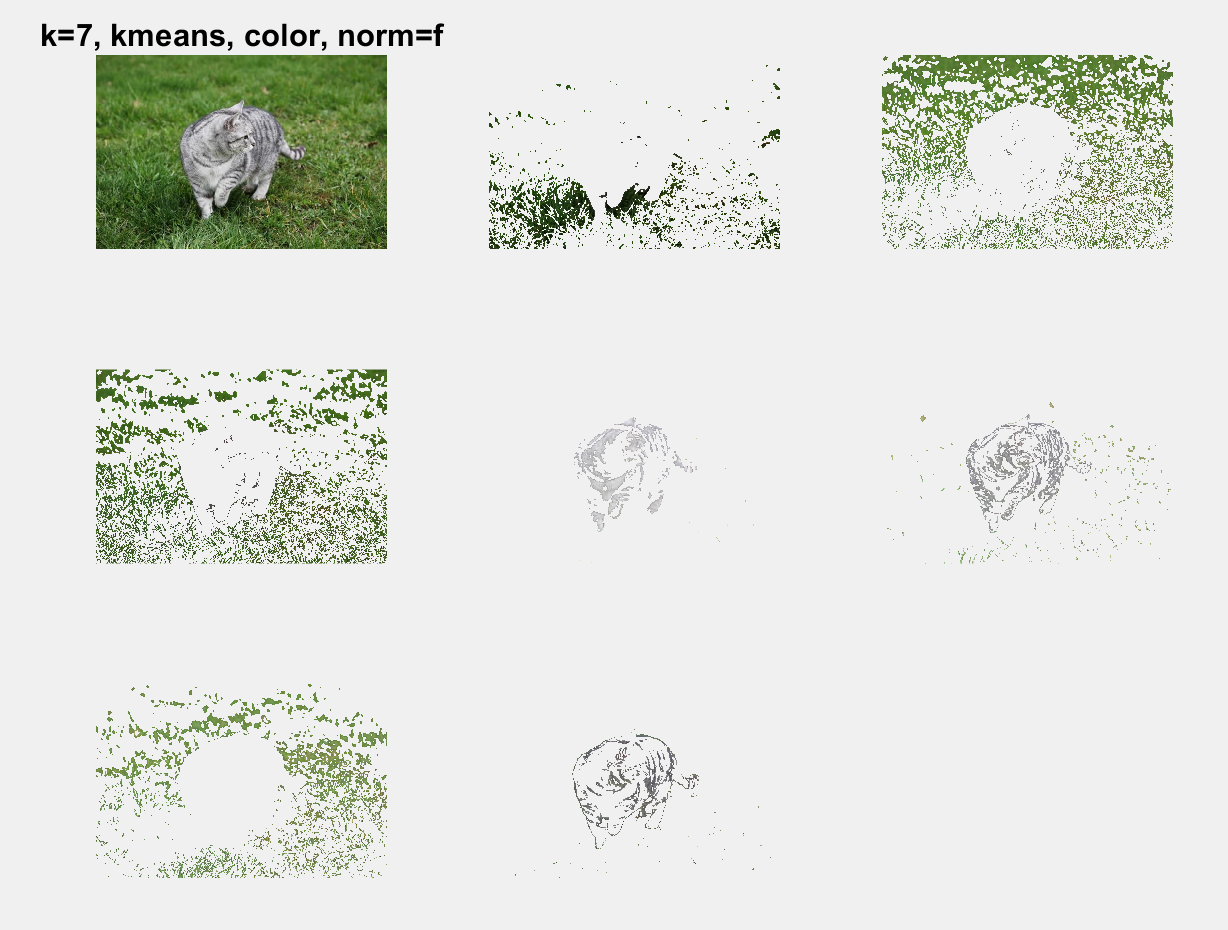 k=7, kmeans, color, norm=f